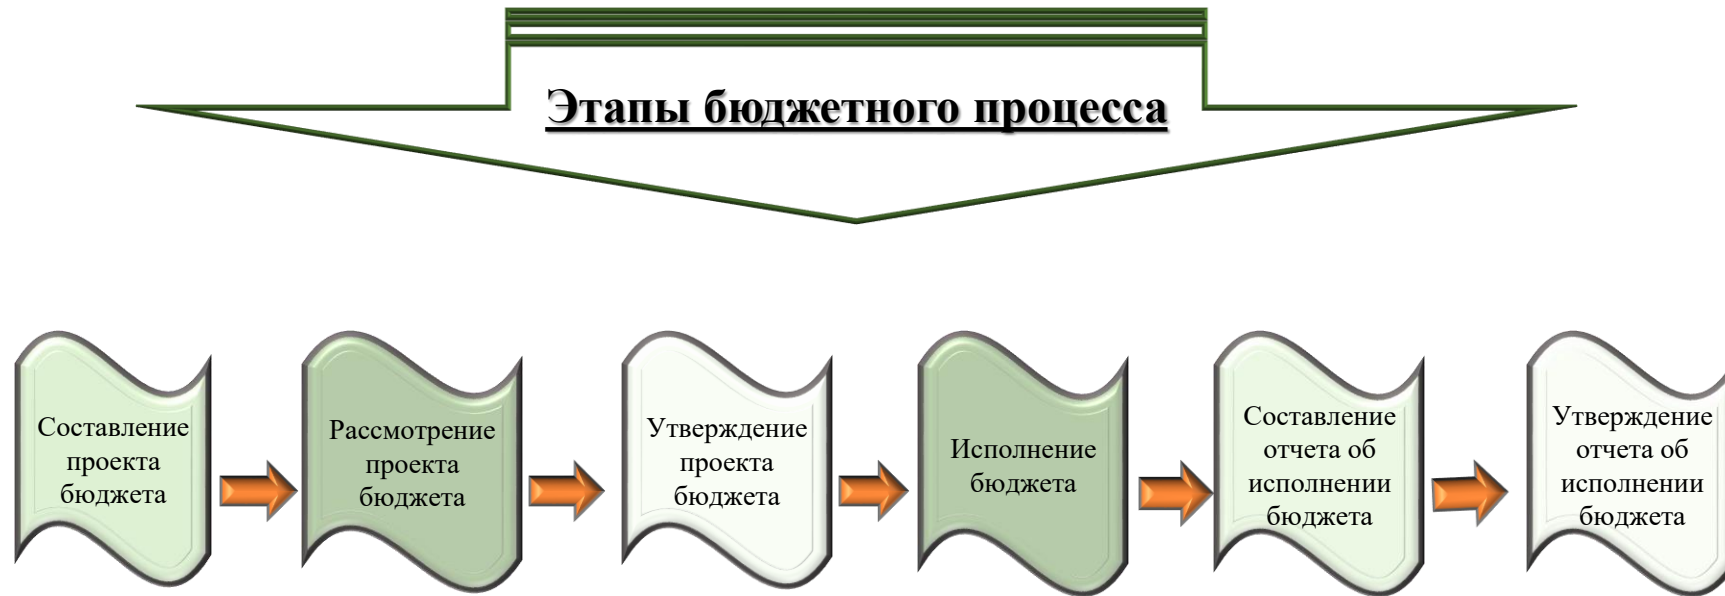 Этапы бюджетного процесса
Составление
проекта
бюджета
Рассмотрение
проекта
бюджета
Утверждение
проекта
бюджета
Исполнение
бюджета
Составление
отчета об
исполнении
бюджета
Утверждение
отчета об
исполнении
бюджета